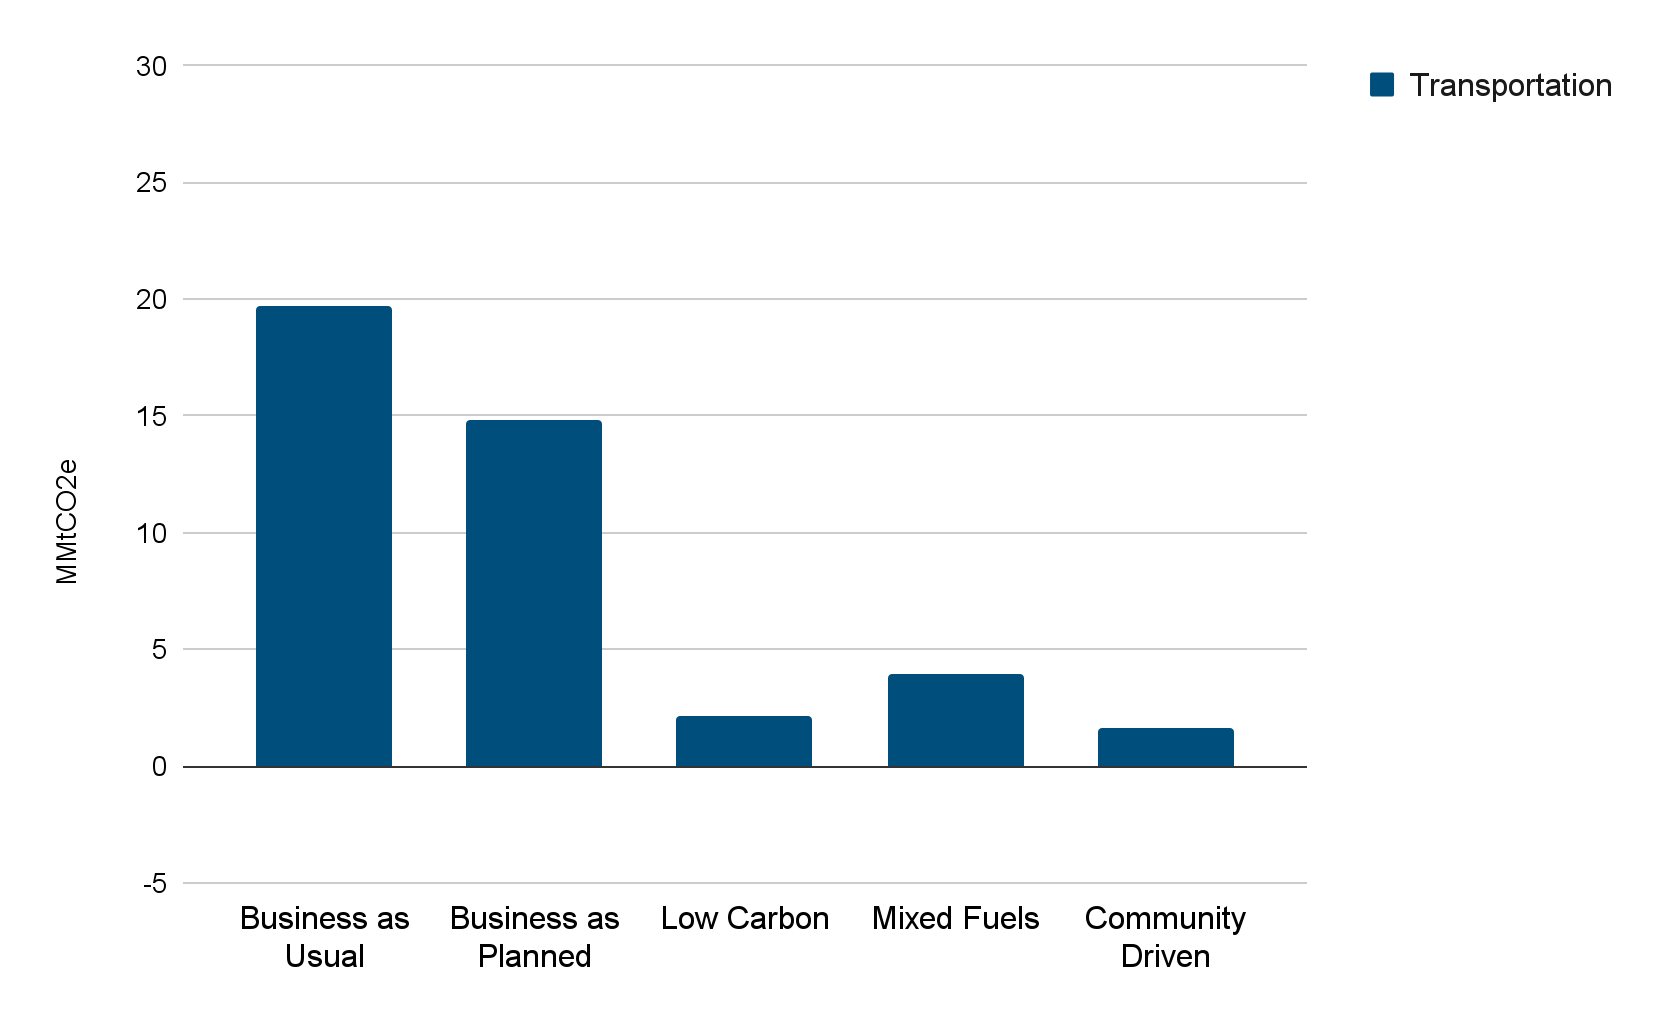 30
25
20
15
10
5
0
-5
MMtCO2e
Transportation
Business as
Usual
Business as
Planned
Low Carbon
Mixed Fuels
Community
Driven